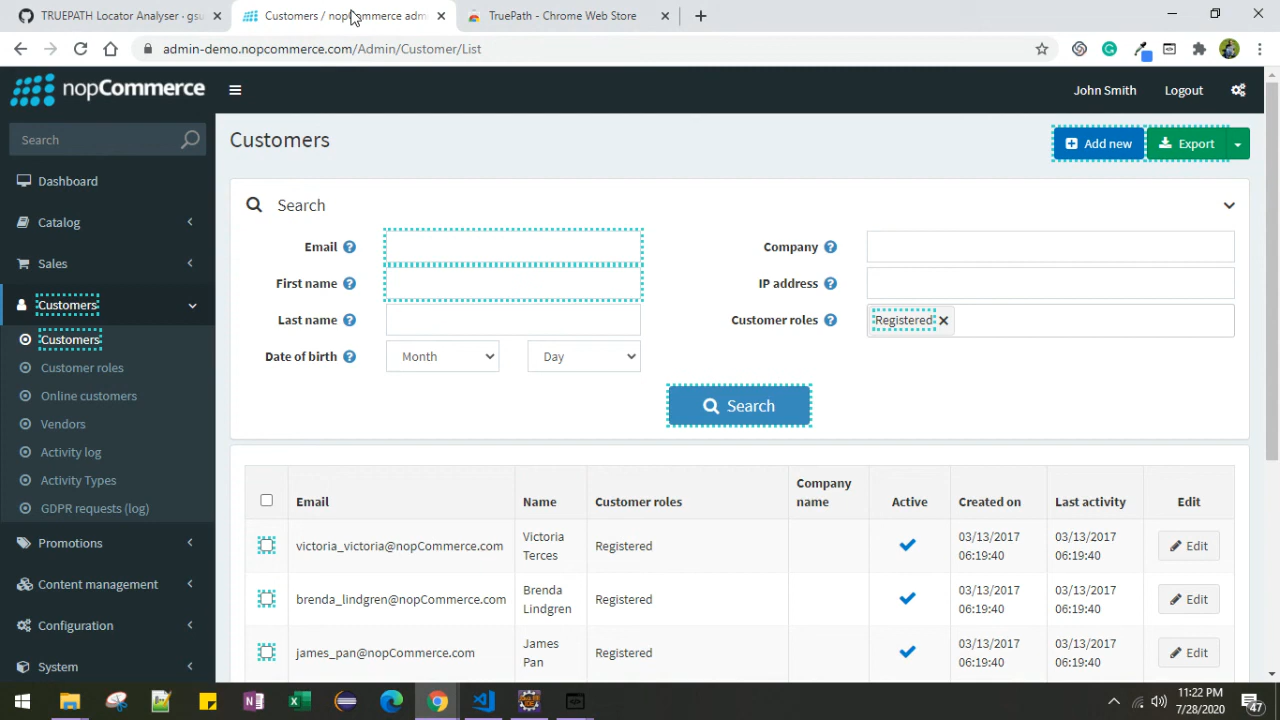 TRUEPATH Locator Analyser - gsu
Customers / nopCommerce adm
TruePath - Chrome Web Store
admin-demo.nopcommerce.com/Admin/Customer/List
nopCommerce
John Smith
Logout
Search
Dashboard
Catalog
Sales
Customers
Customers
Customer roles
Online customers
Vendors
Activity log
Activity Types
GDPR requests (log)
Promotions
Content management
Configuration
System
Customers
Add new
Export
Search
Email
Company
First name
IP address
Last name
Customer roles
Registered
Date of birth
Month
Day
Search
Email
Name
Customer roles
Company name
Active
Created on
Last activity
Edit
victoria_victoria@nopCommerce.com
Victoria Terces
Registered
03/13/2017 06:19:40
03/13/2017 06:19:40
Edit
brenda_lindgren@nopCommerce.com
Brenda Lindgren
Registered
03/13/2017 06:19:40
03/13/2017 06:19:40
Edit
james_pan@nopCommerce.com
James Pan
Registered
03/13/2017 06:19:40
03/13/2017 06:19:40
Edit
11:22 PM
7/28/2020
47